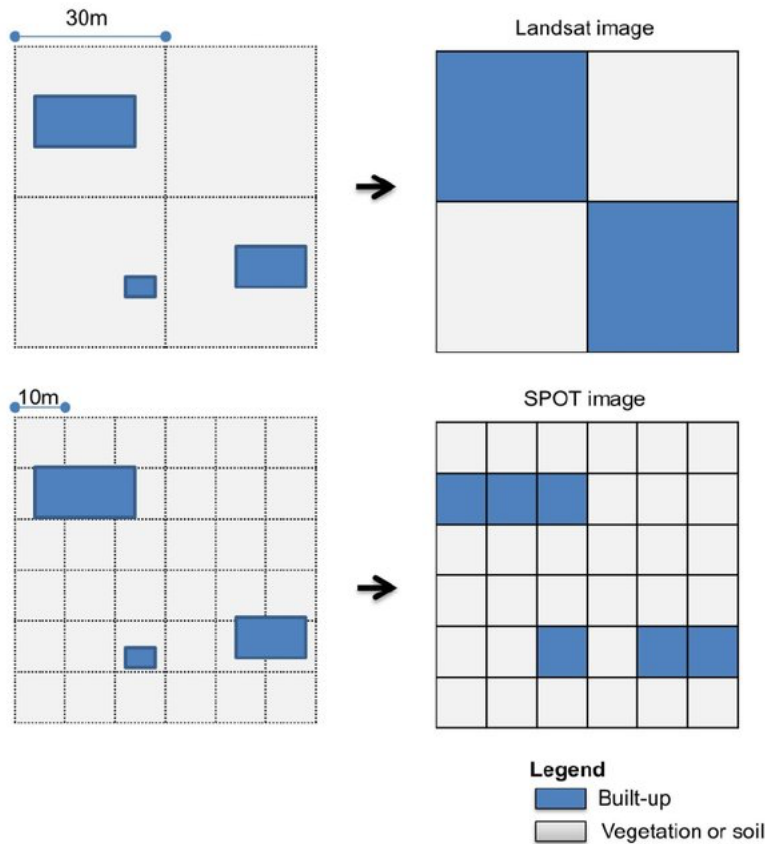 30m
Landsat image
10m
SPOT image
Legend
Built-up
Vegetation or soil